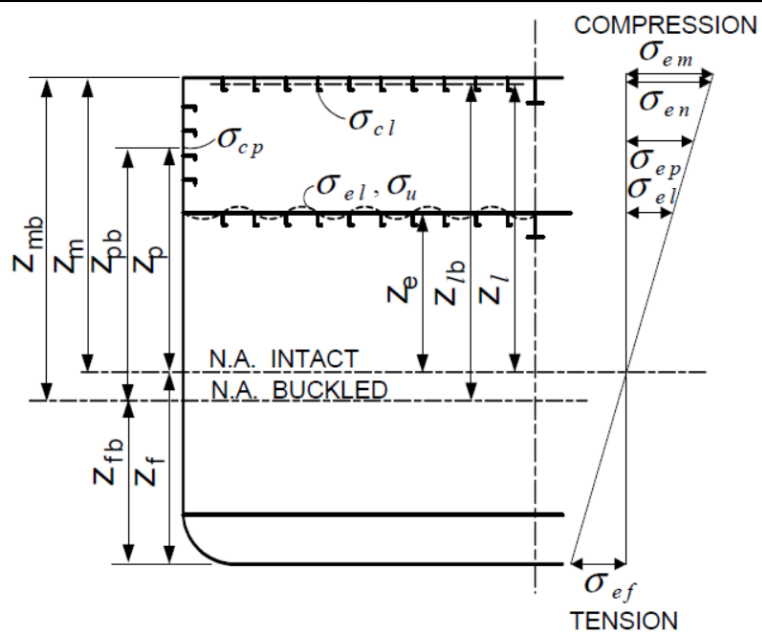 COMPRESSION
σem
σen
σcl
σcp
σep
σel, σu
σel
zmb
zm
zpb
zp
ze
zlb
zl
N.A. INTACT
N.A. BUCKLED
zfb
zf
σef
TENSION